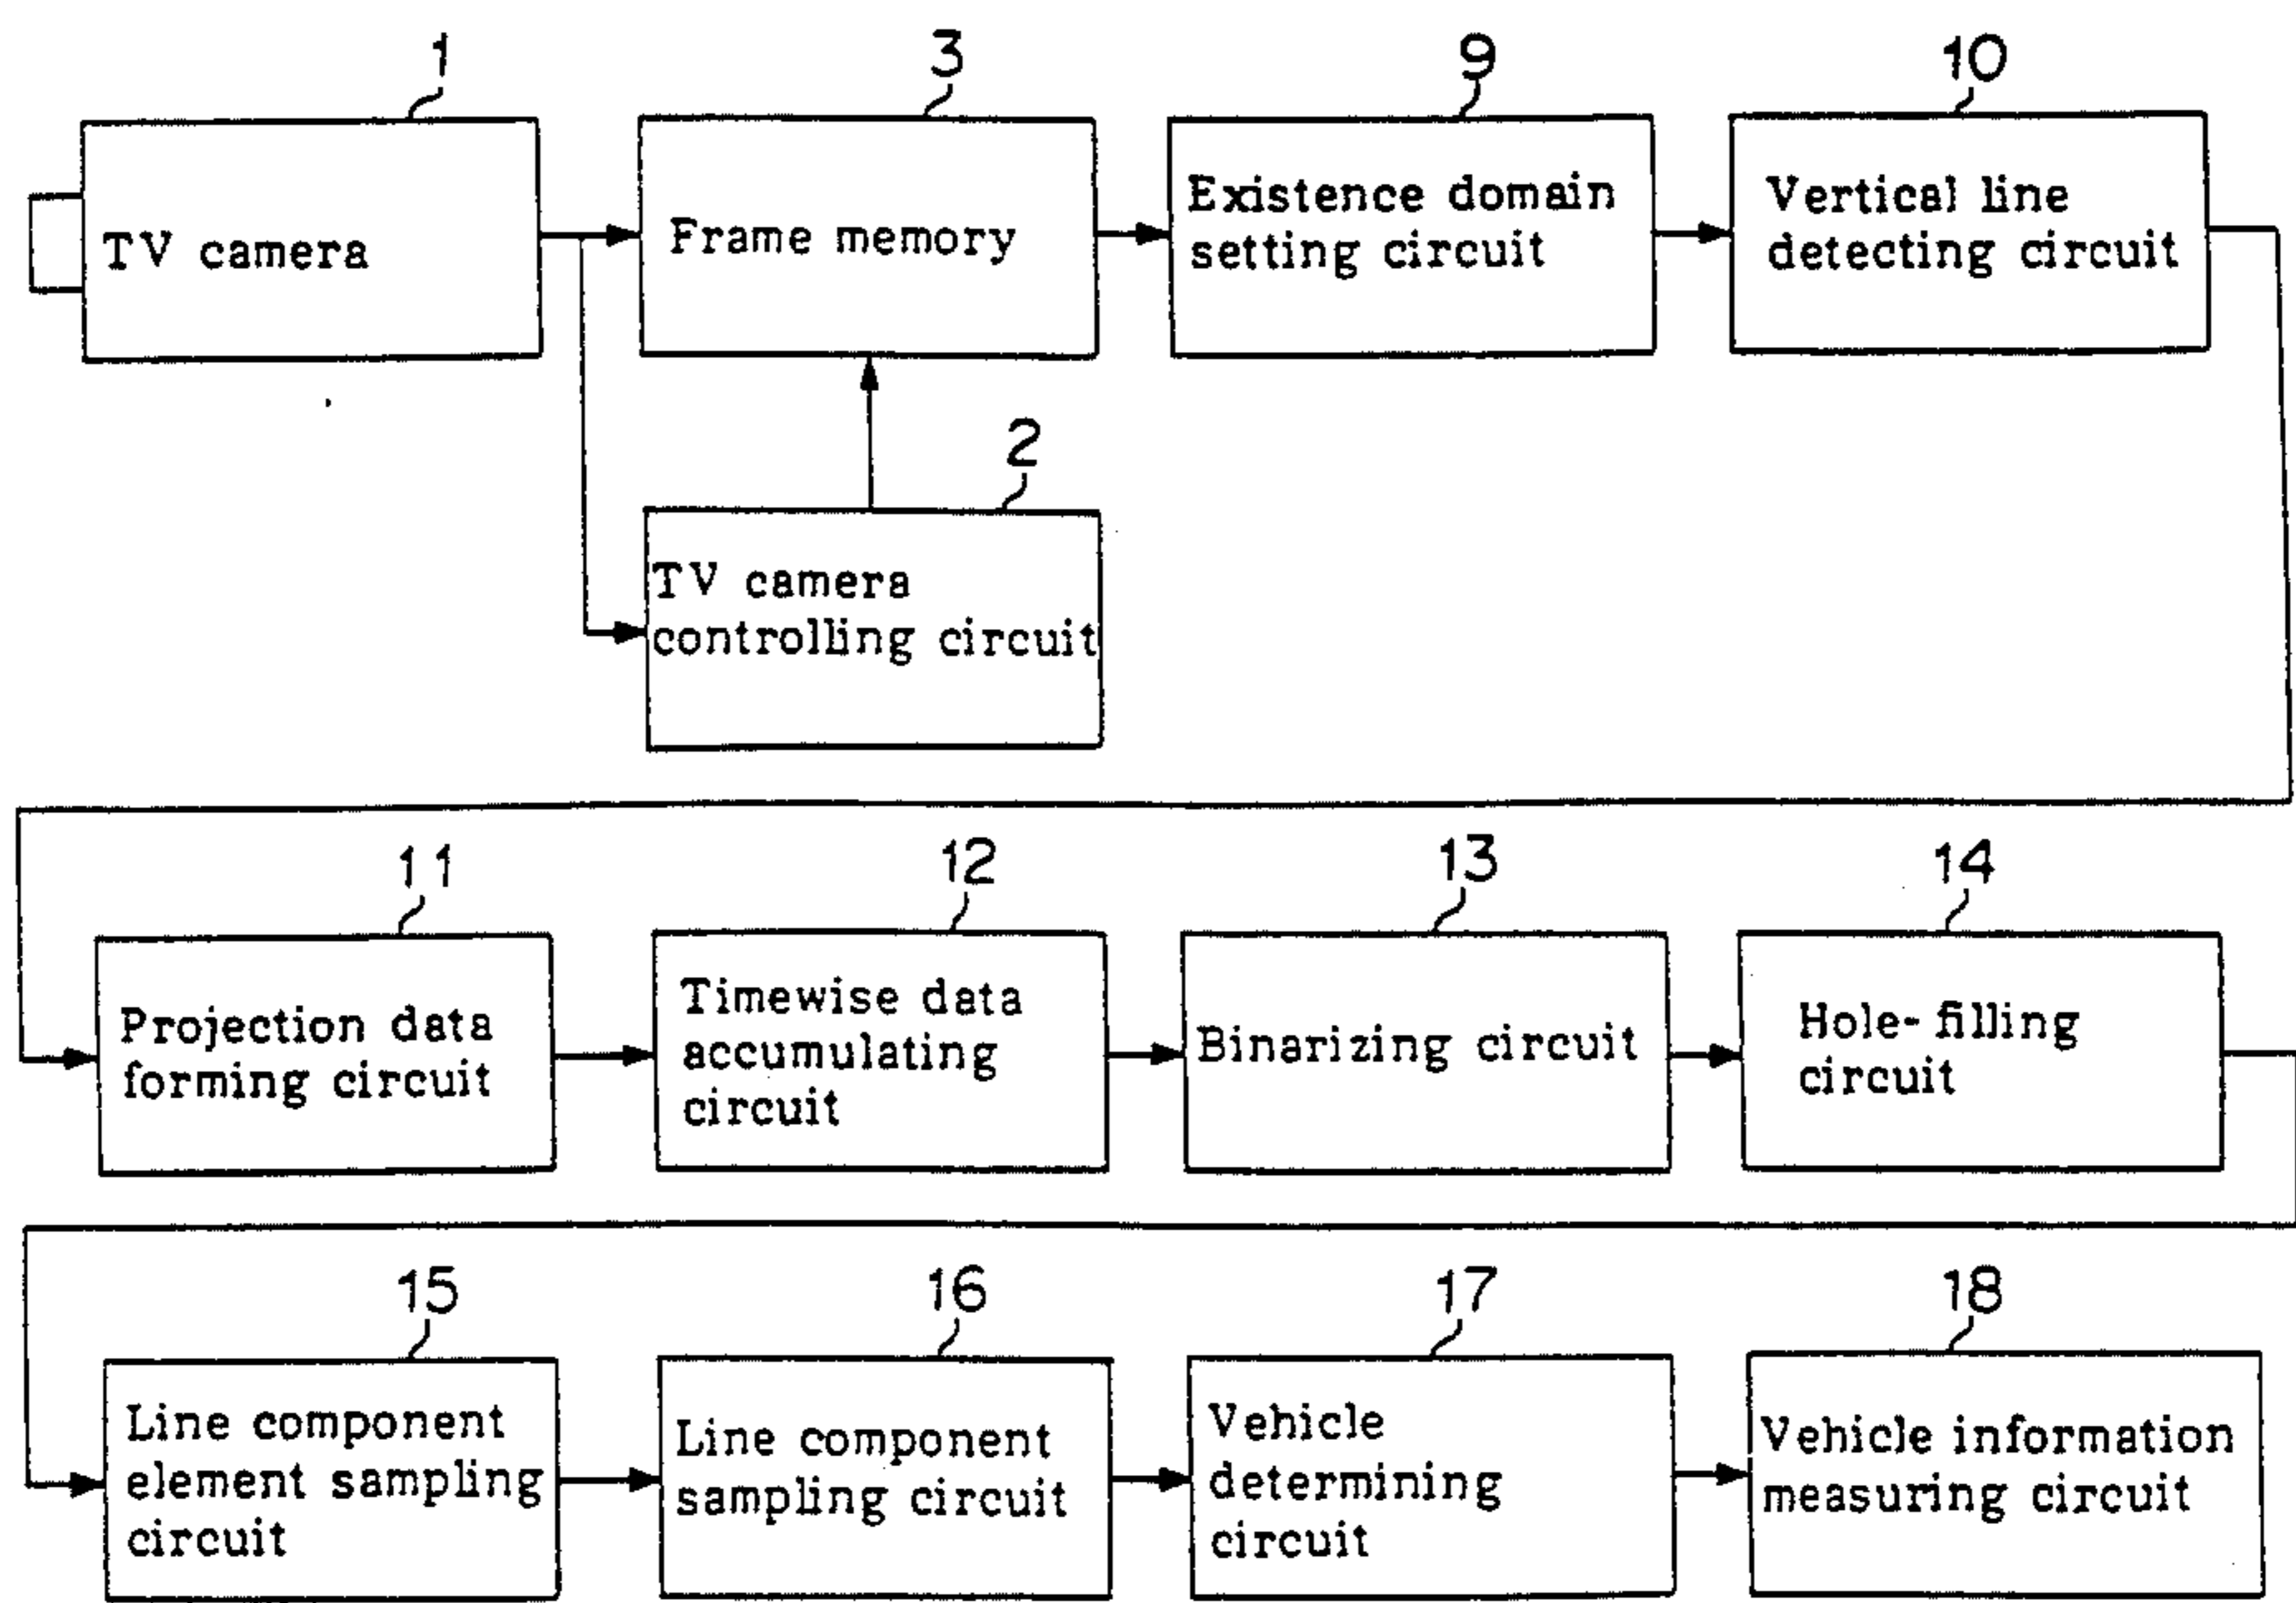 1
3
9
10
TV camera
Frame memory
Existence domain
setting circuit
Vertical line
detecting circuit
2
TV camera
controlling circuit
11
12
13
14
Projection data
forming circuit
Timewise data
accumulating
circuit
Binarizing circuit
Hole-filling
circuit
15
16
17
18
Line component
element sampling
circuit
Line component
sampling circuit
Vehicle
determining
circuit
Vehicle information
measuring circuit